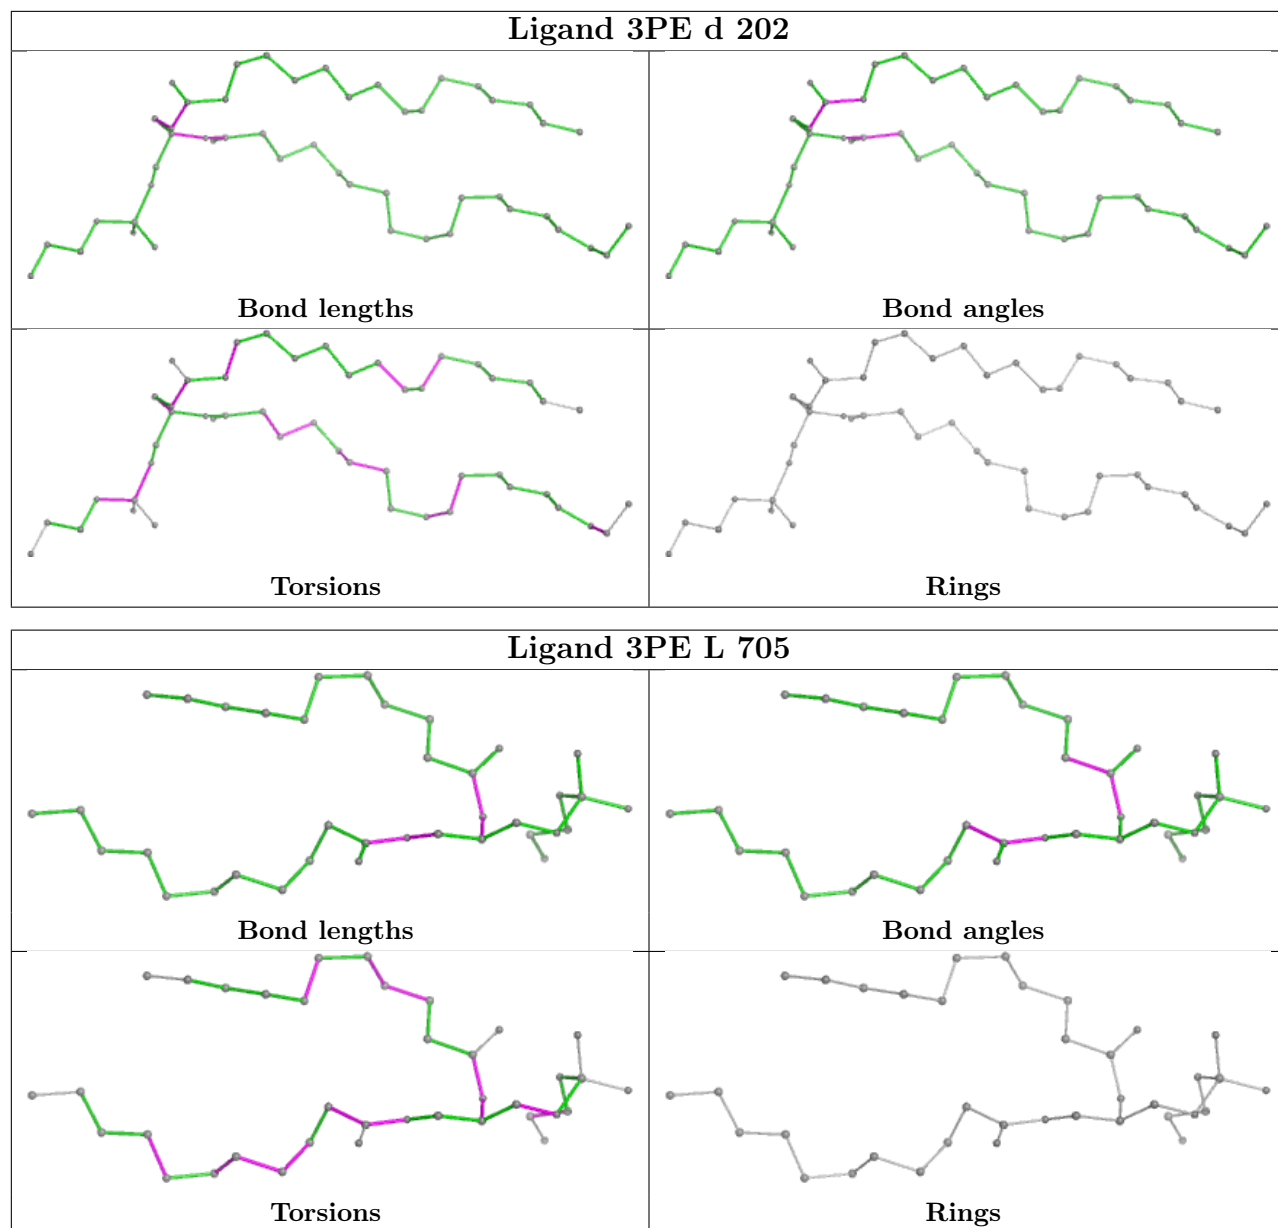 Ligand 3PE d 202
Bond lengths
Bond angles
Torsions
Rings
Ligand 3PE L 705
Bond lengths
Bond angles
Torsions
Rings